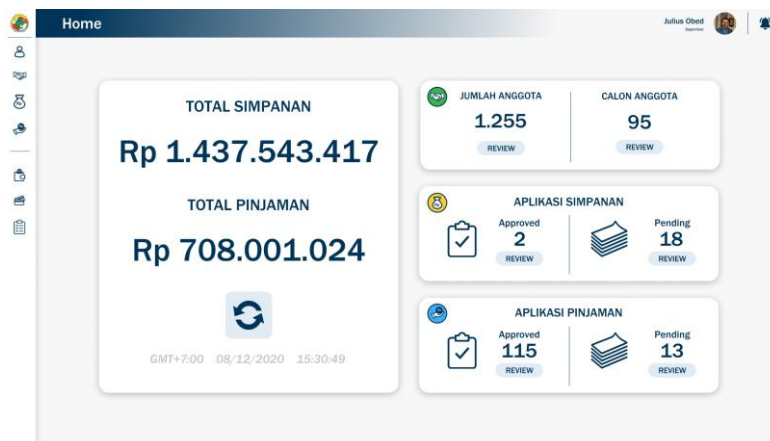 Home
Julius Obed
Supervisor
TOTAL SIMPANAN
Rp 1.437.543.417
TOTAL PINJAMAN
Rp 708.001.024
GMT+7:00 08/12/2020 15:30:49
JUMLAH ANGGOTA
1.255
REVIEW
CALON ANGGOTA
95
REVIEW
APLIKASI SIMPANAN
Approved
2
REVIEW
Pending
18
REVIEW
APLIKASI PINJAMAN
Approved
115
REVIEW
Pending
13
REVIEW